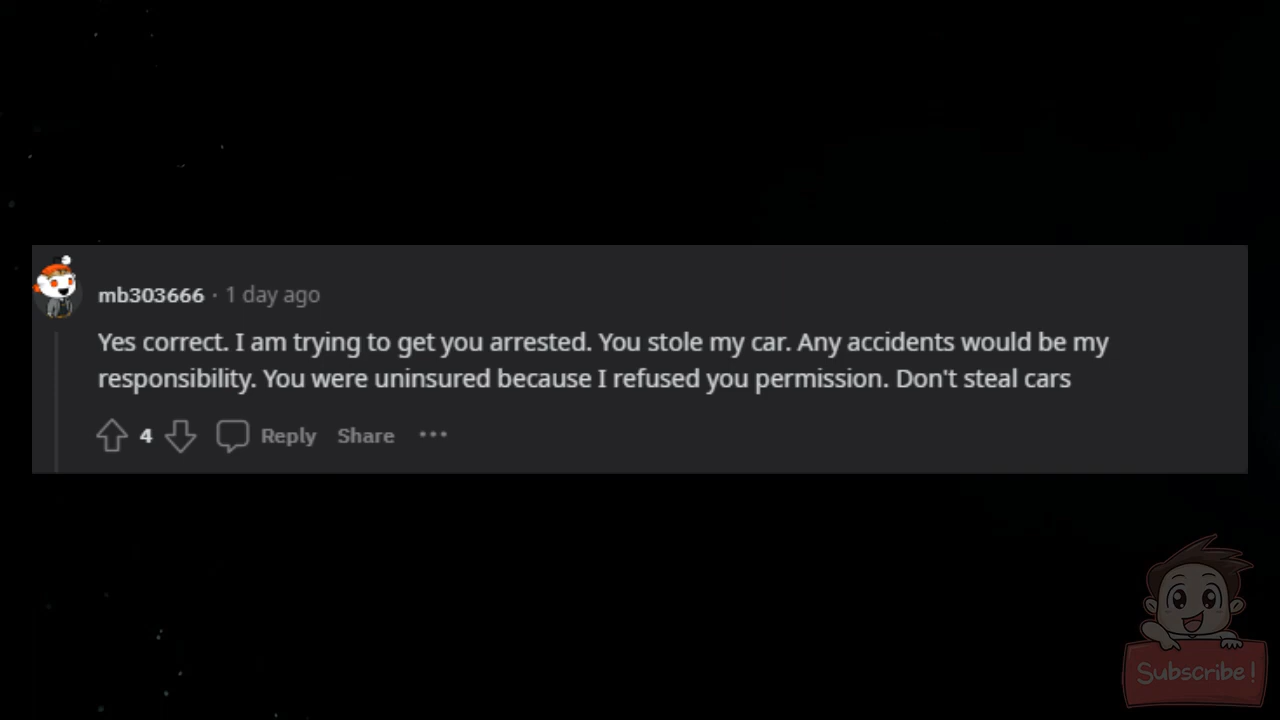 mb303666 · 1 day ago
Yes correct. I am trying to get you arrested. You stole my car. Any accidents would be my
responsibility. You were uninsured because I refused you permission. Don't steal cars
4 Reply Share ···
Subscribe!